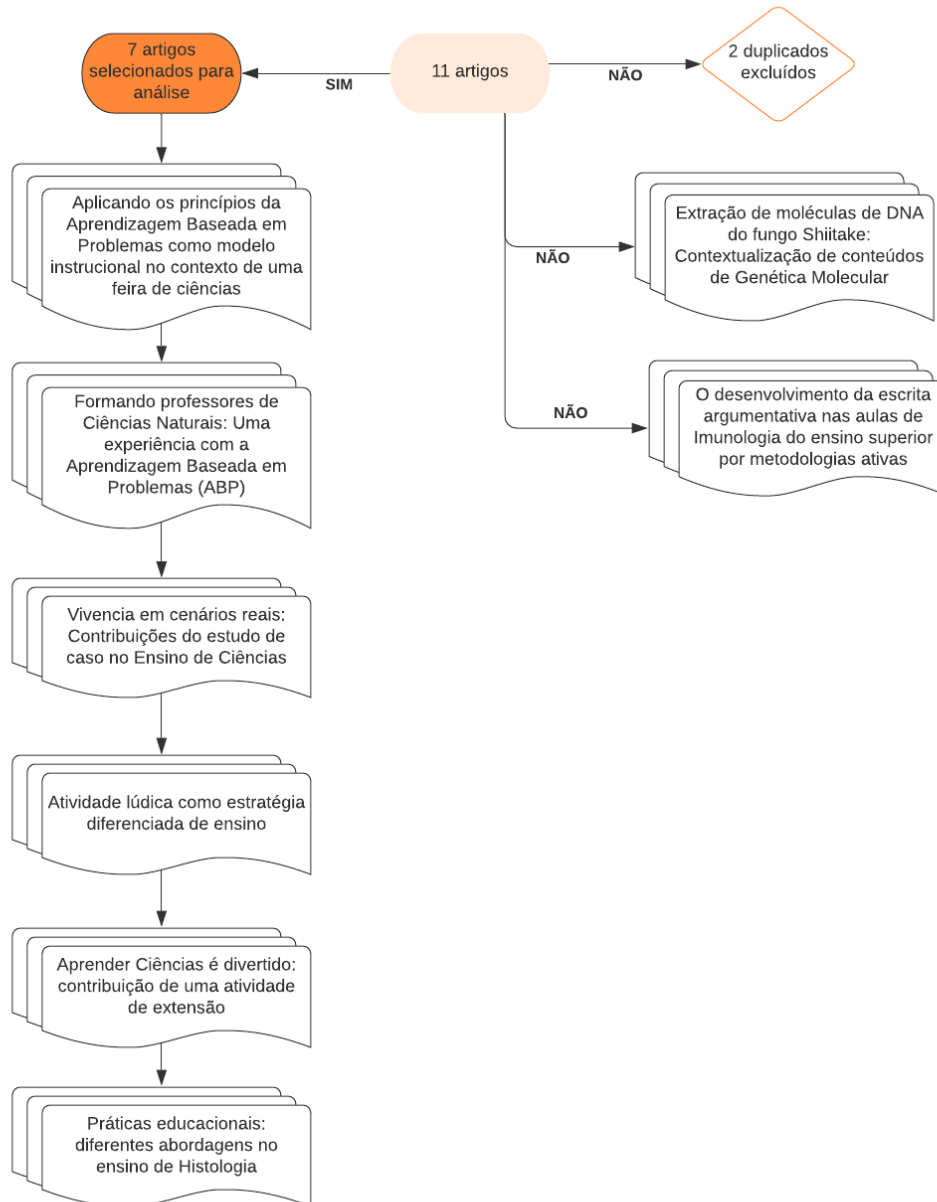 7 artigos
selecionados para
análise
SIM
11 artigos
NÃO
2 duplicados
excluídos
Aplicando os princípios da
Aprendizagem Baseada em
Problemas como modelo
instrucional no contexto de uma
feira de ciências
NÃO
Extração de moléculas de DNA
do fungo Shiitake:
Contextualização de conteúdos
de Genética Molecular
Formando professores de
Ciências Naturais: Uma
experiência com a
Aprendizagem Baseada em
Problemas (ABP)
NÃO
O desenvolvimento da escrita
argumentativa nas aulas de
Imunologia do ensino superior
por metodologias ativas
Vivencia em cenários reais:
Contribuições do estudo de
caso no Ensino de Ciências
Atividade lúdica como estratégia
diferenciada de ensino
Aprender Ciências é divertido:
contribuição de uma atividade
de extensão
Práticas educacionais:
diferentes abordagens no
ensino de Histologia